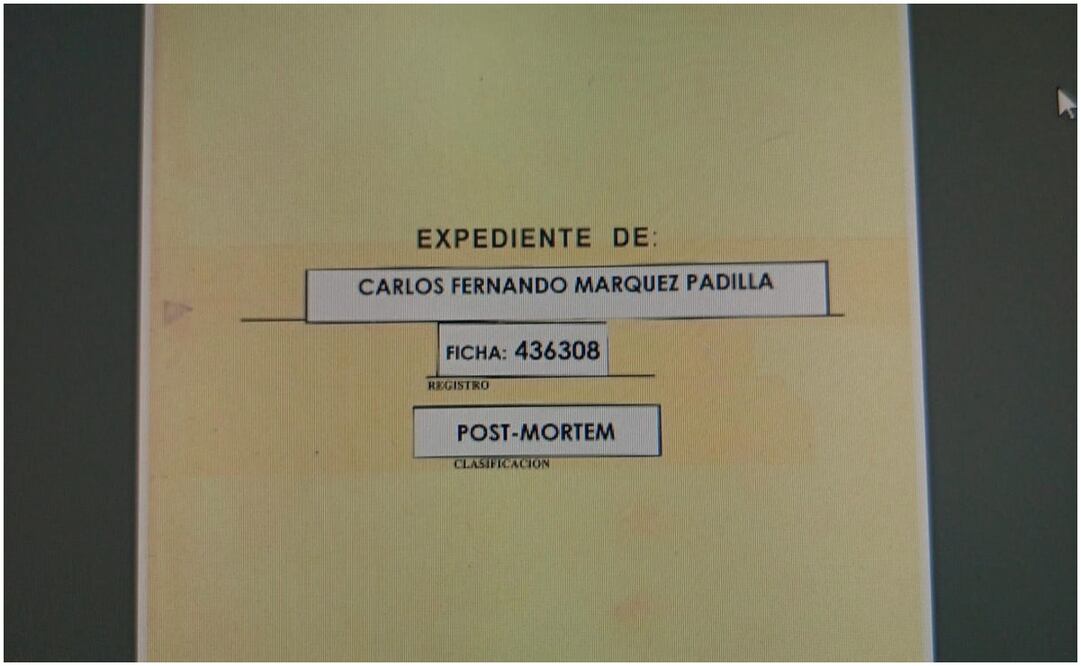 EXPEDIENTE DE:
CARLOS FERNANDO MARQUEZ PADILLA
FICHA: 436308
REGISTRO
POST-MORTEM
CLASIFICACION